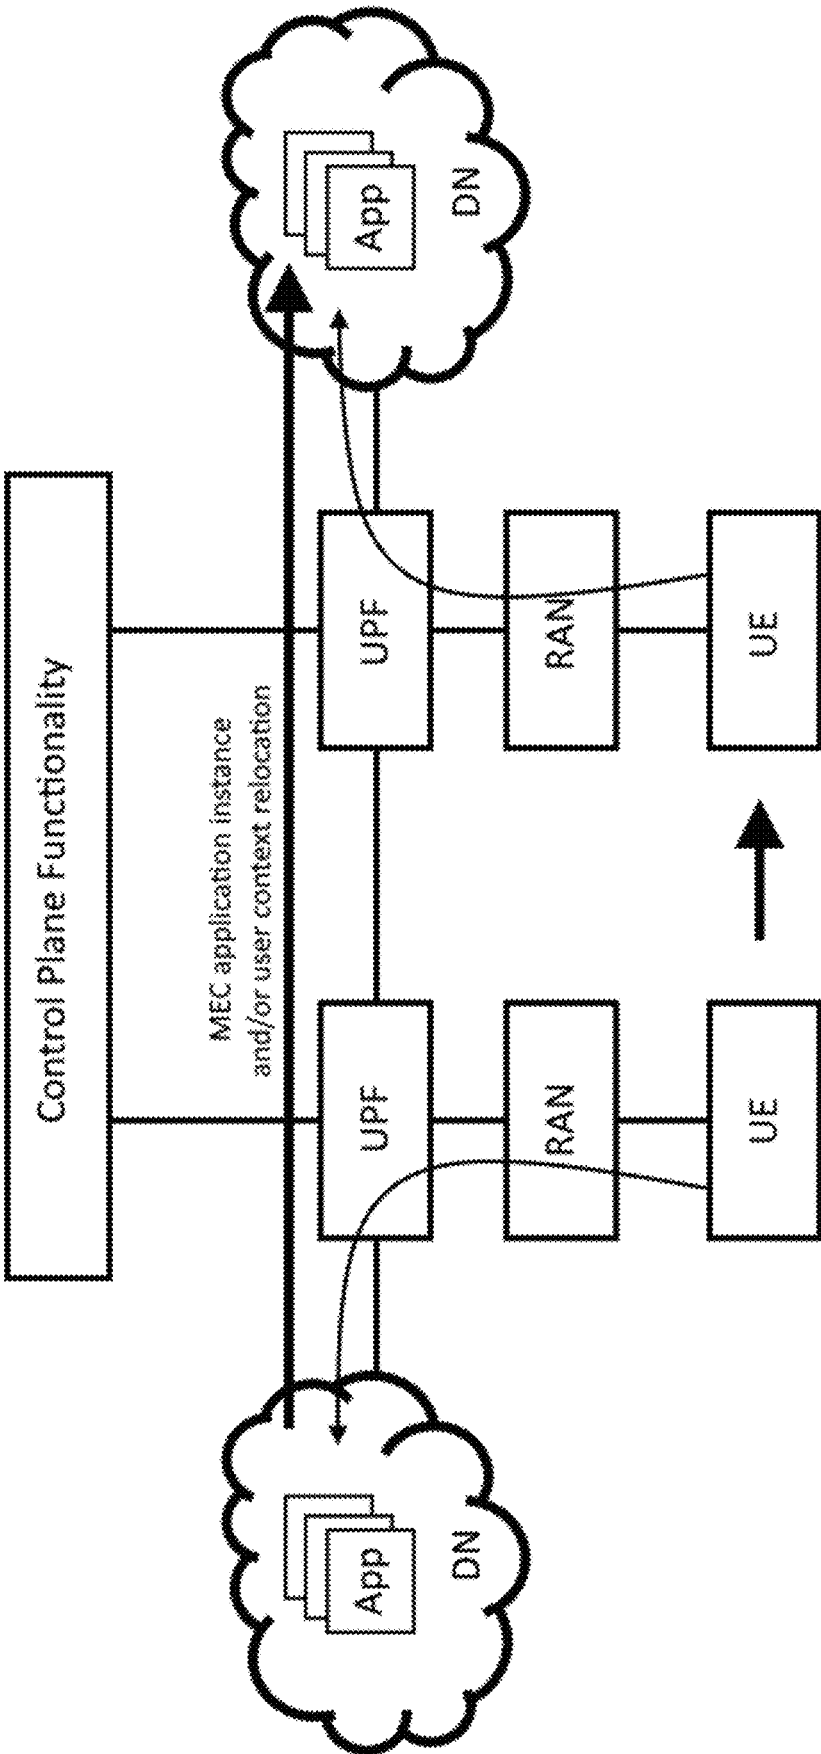 Control Plane Functionality
MEC application instance
and/or user context relocation
App
DN
UPF
UPF
App
DN
RAN
RAN
UE
UE